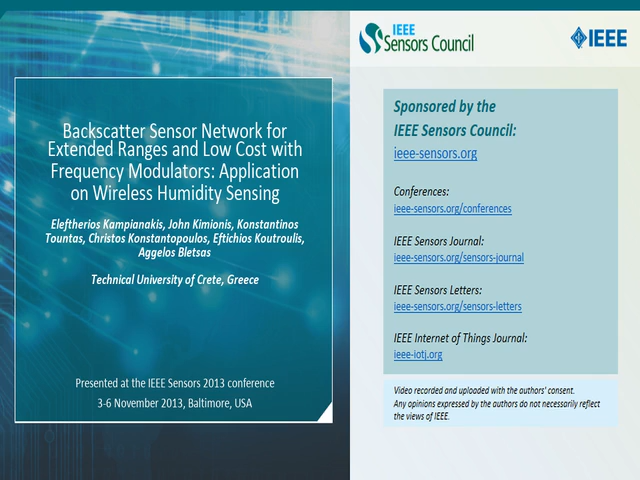 Backscatter Sensor Network for
Extended Ranges and Low Cost with
Frequency Modulators: Application
on Wireless Humidity Sensing
Eleftherios Kampianakis, John Kimionis, Konstantinos
Tountas, Christos Konstantopoulos, Eftichios Koutroulis,
Aggelos Bletsas
Technical University of Crete, Greece
Presented at the IEEE Sensors 2013 conference
3-6 November 2013, Baltimore, USA
IEEE
Sensors Council
IEEE
Sponsored by the
IEEE Sensors Council:
ieee-sensors.org
Conferences:
ieee-sensors.org/conferences
IEEE Sensors Journal:
ieee-sensors.org/sensors-journal
IEEE Sensors Letters:
ieee-sensors.org/sensors-letters
IEEE Internet of Things Journal:
ieee-iotj.org
Video recorded and uploaded with the authors' consent.
Any opinions expressed by the authors do not necessarily reflect
the views of IEEE.